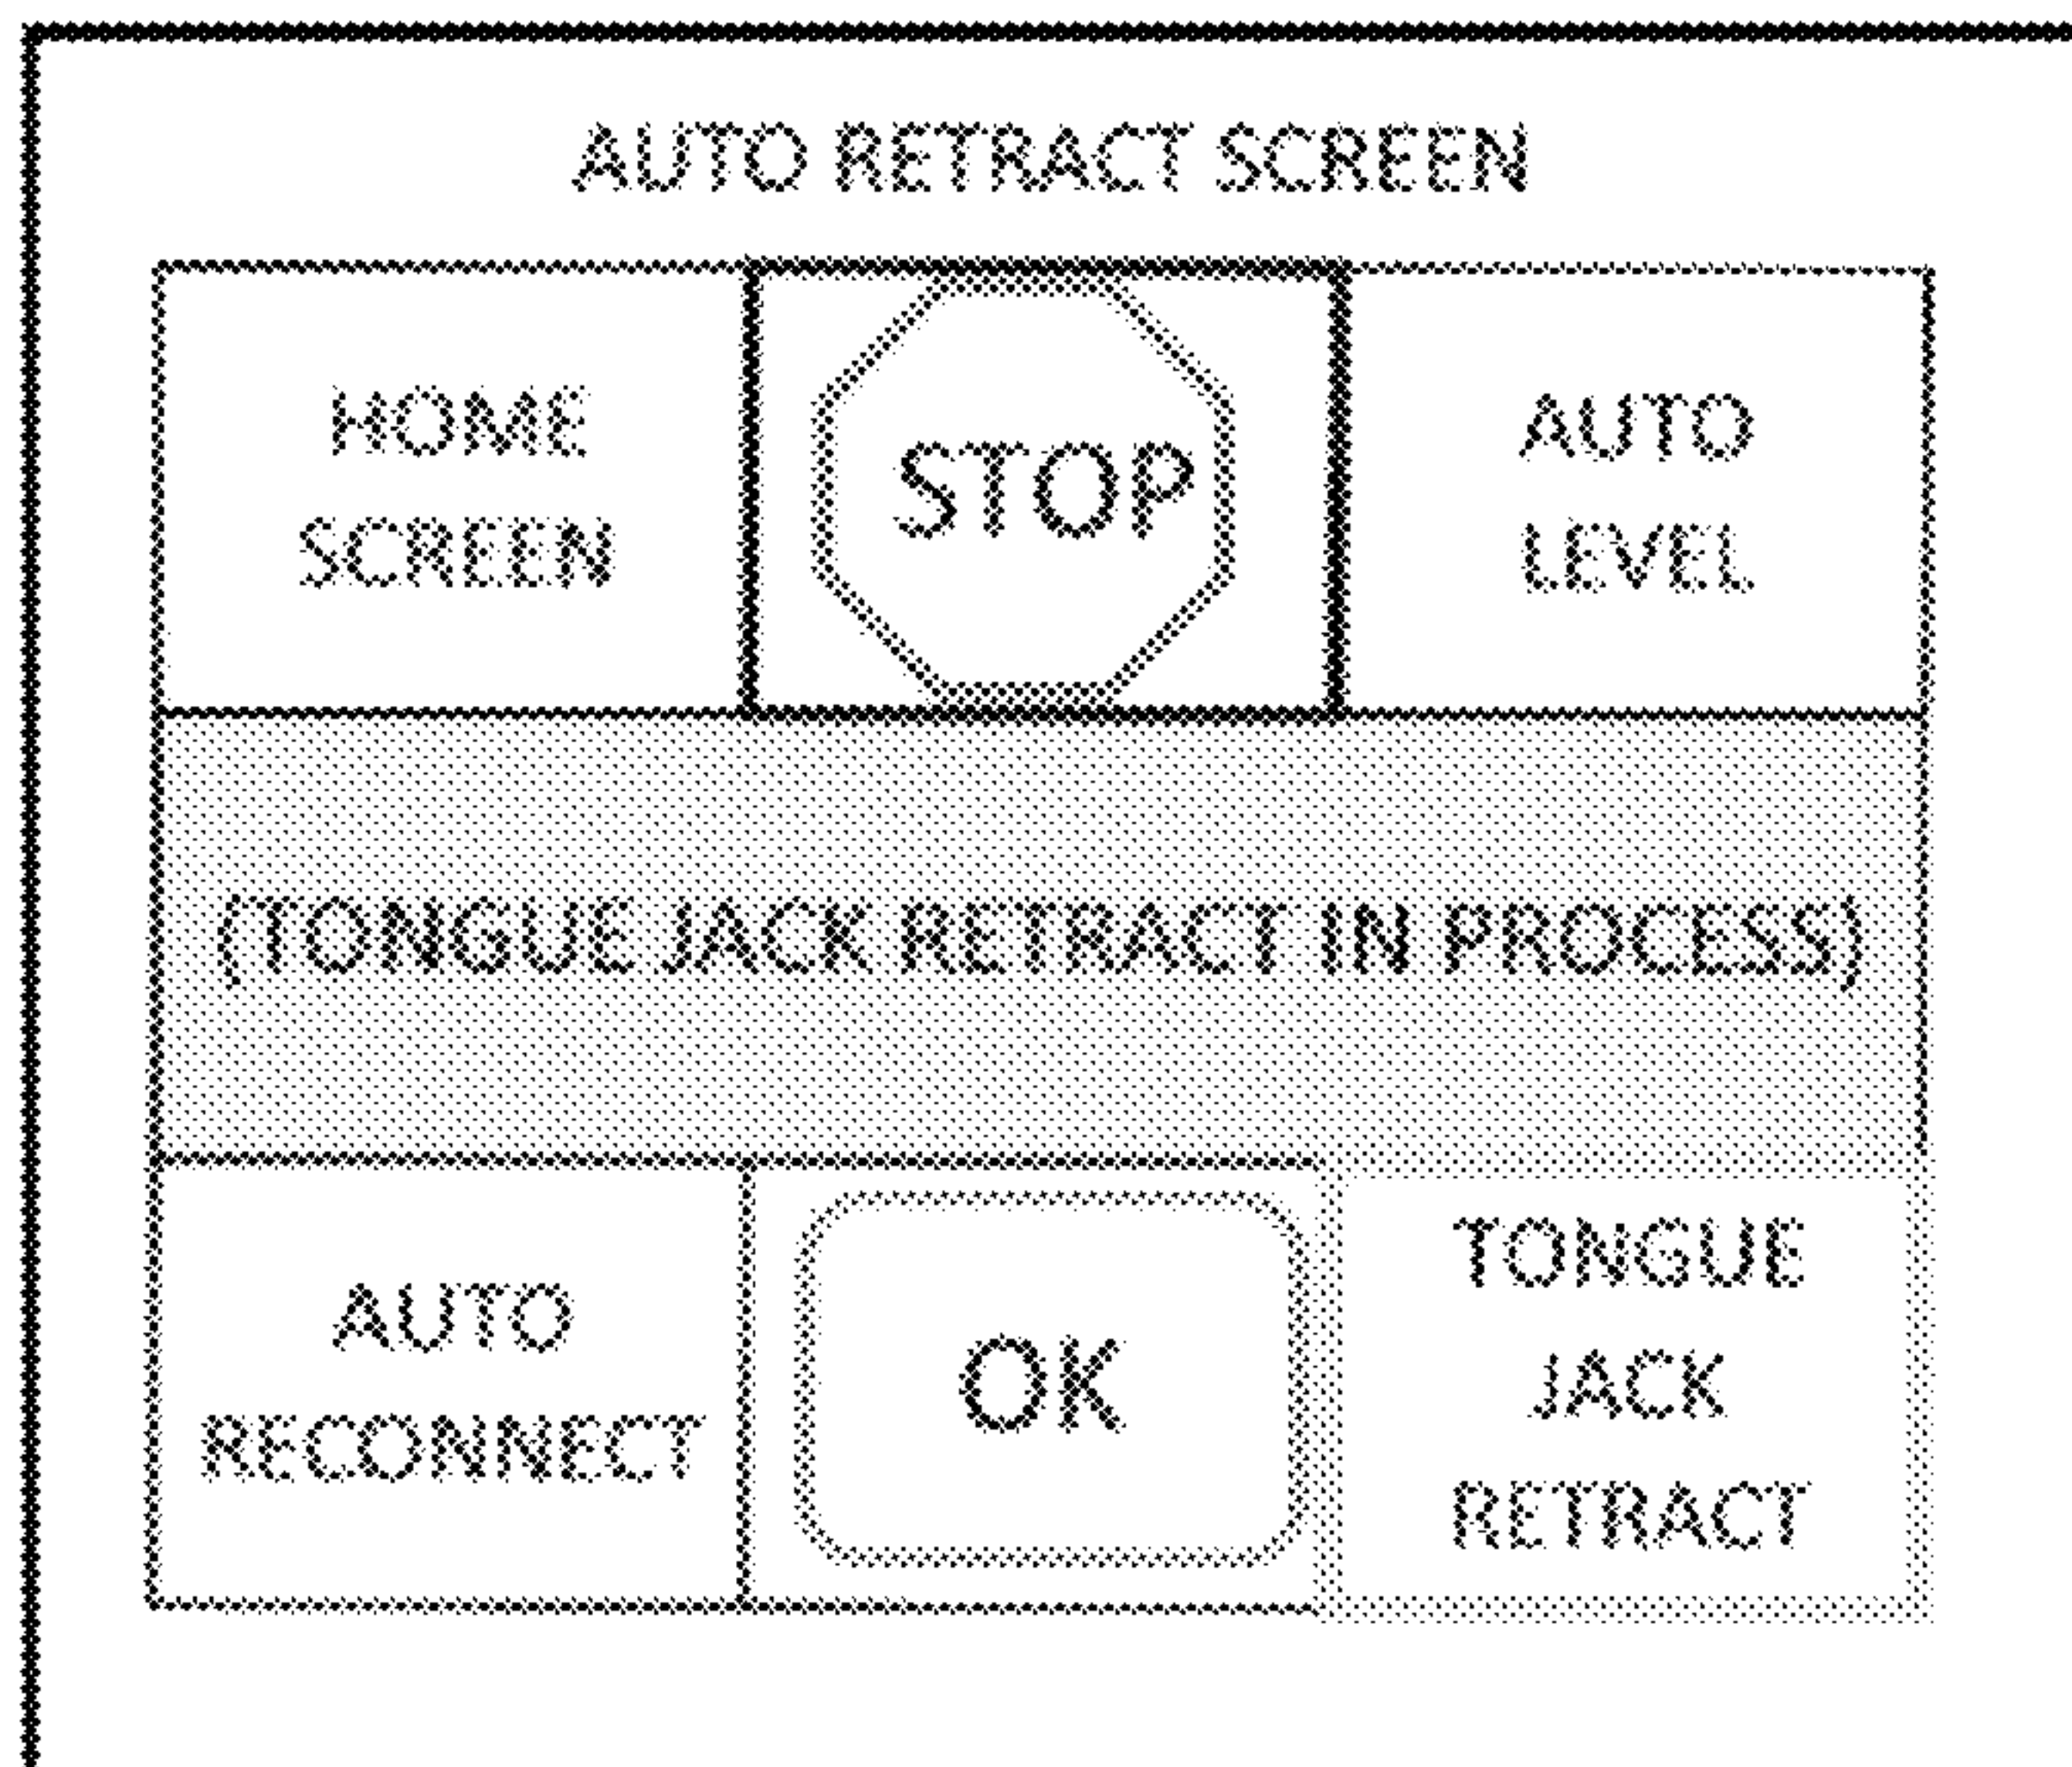 AUTO RETRACT SCREEN
HOME
SCREEN
STOP
AUTO
LEVEL
(TONGUE JACK RETRACT IN PROCESS)
AUTO
RECONNECT
OK
TONGUE
JACK
RETRACT